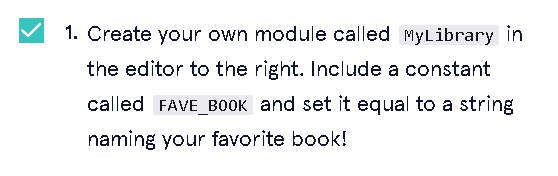 1. Create your own module called MyLibrary in
the editor to the right. Include a constant
called FAVE_BOOK and set it equal to a string
naming your favorite book!